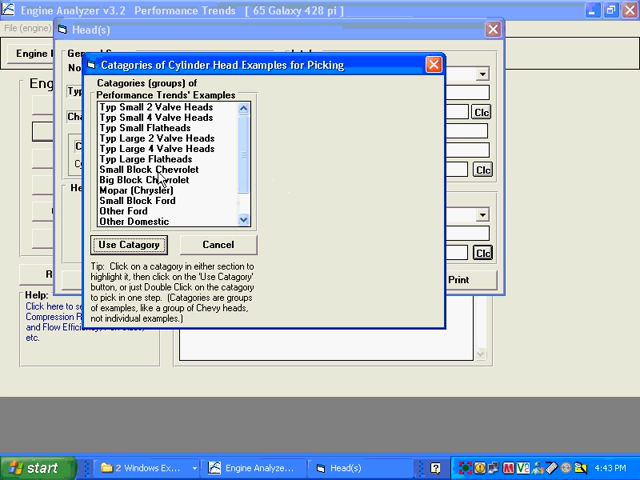 Engine Analyzer v3.2   Performance Trends   [ 65 Galaxy 428 pi ]
File (engine)
Head(s)
Engine
Clc
Clc
Clc
Print
Help:
Click here to
Compression
and Flow
etc.
Catagories of Cylinder Head Examples for Picking
Catagories (groups) of
Performance Trends' Examples
Typ Small 2 Valve Heads
Typ Small 4 Valve Heads
Typ Small Flatheads
Typ Large 2 Valve Heads
Typ Large 4 Valve Heads
Typ Large Flatheads
Small Block Chevrolet
Big Block Chevrolet
Mopar (Chrysler)
Small Block Ford
Other Ford
Other Domestic
Use Catagory
Cancel
Tip: Click on a catagory in either section to
highlight it, then click on the 'Use Catagory'
button, or just Double Click on the catagory
to pick in one step. (Catagories are groups
of examples, like a group of Chevy heads,
not individual examples.)
start
2 Windows Ex...
Engine Analyze...
Head(s)
4:43 PM